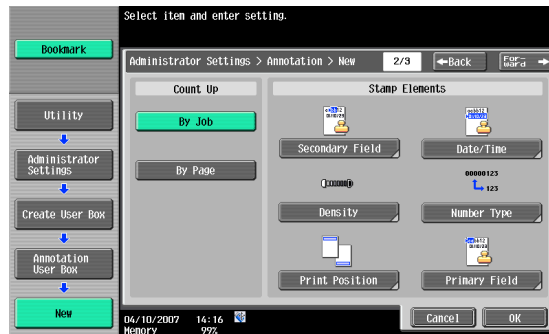 Select item and enter setting.
Bookmark
Administrator Settings > Annotation > New
2/3
←Back
For-
ward →
Utility
Administrator
Settings
Create User Box
Annotation
User Box
New
Count Up
By Job
By Page
Stamp Elements
Secondary Field
Date/Time
00000123
123
Density
Number Type
Print Position
Primary Field
04/10/2007 14:16
Memory 99%
Cancel
OK